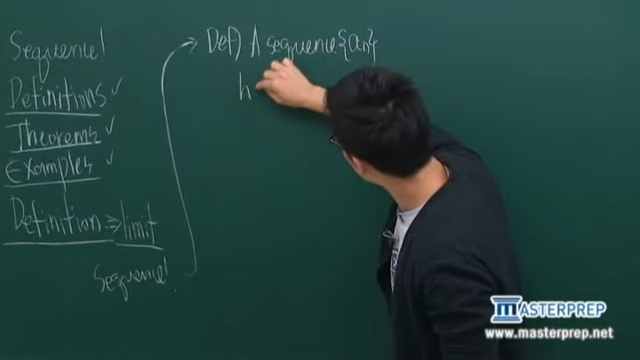 Sequence!
Definitions ✓
Theorems ✓
Examples ✓
Definition ⇒ limit
Sequence!
Def) A sequence {an}
h
MASTERPREP
www.masterprep.net